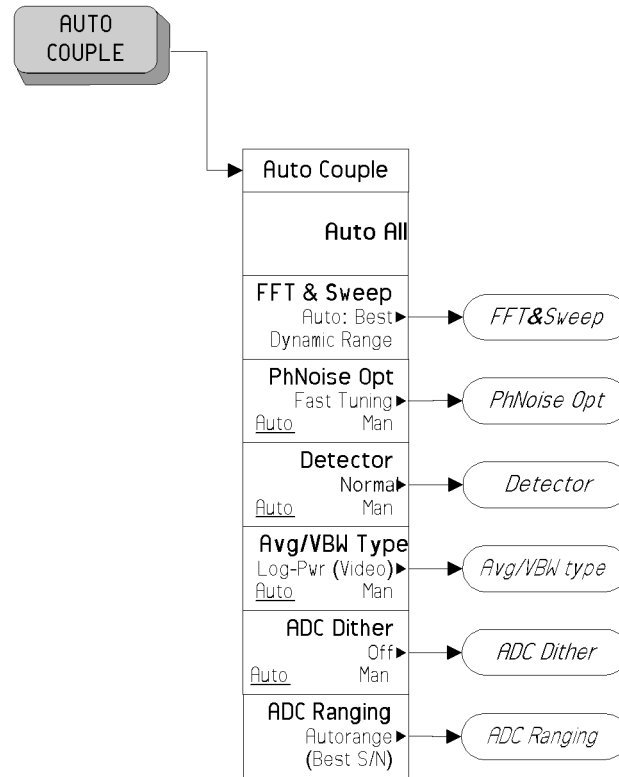 AUTO
COUPLE
Auto Couple
Auto All
FFT & Sweep
Auto: Best
Dynamic Range
FFT&Sweep
PhNoise Opt
Fast Tuning
Auto Man
PhNoise Opt
Detector
Normal
Auto Man
Detector
Avg/VBW Type
Log-Pwr (Video)
Auto Man
Avg/VBW type
ADC Dither
Off
Auto Man
ADC Dither
ADC Ranging
Autorange
(Best S/N)
ADC Ranging